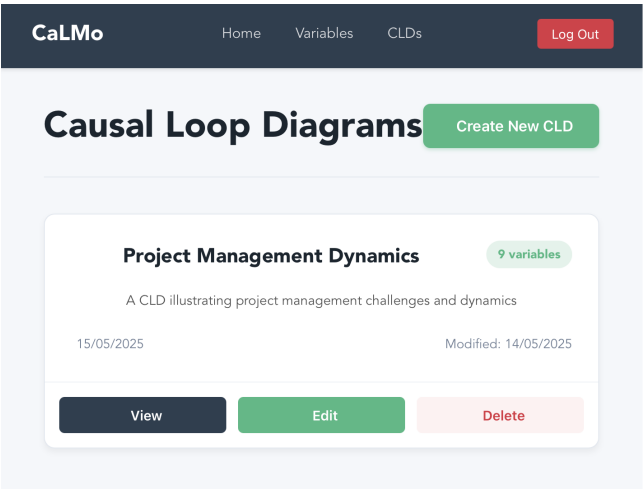 CaLMo Home Variables CLDs Log Out
Causal Loop Diagrams Create New CLD
Project Management Dynamics 9 variables
A CLD illustrating project management challenges and dynamics
15/05/2025 Modified: 14/05/2025
View Edit Delete